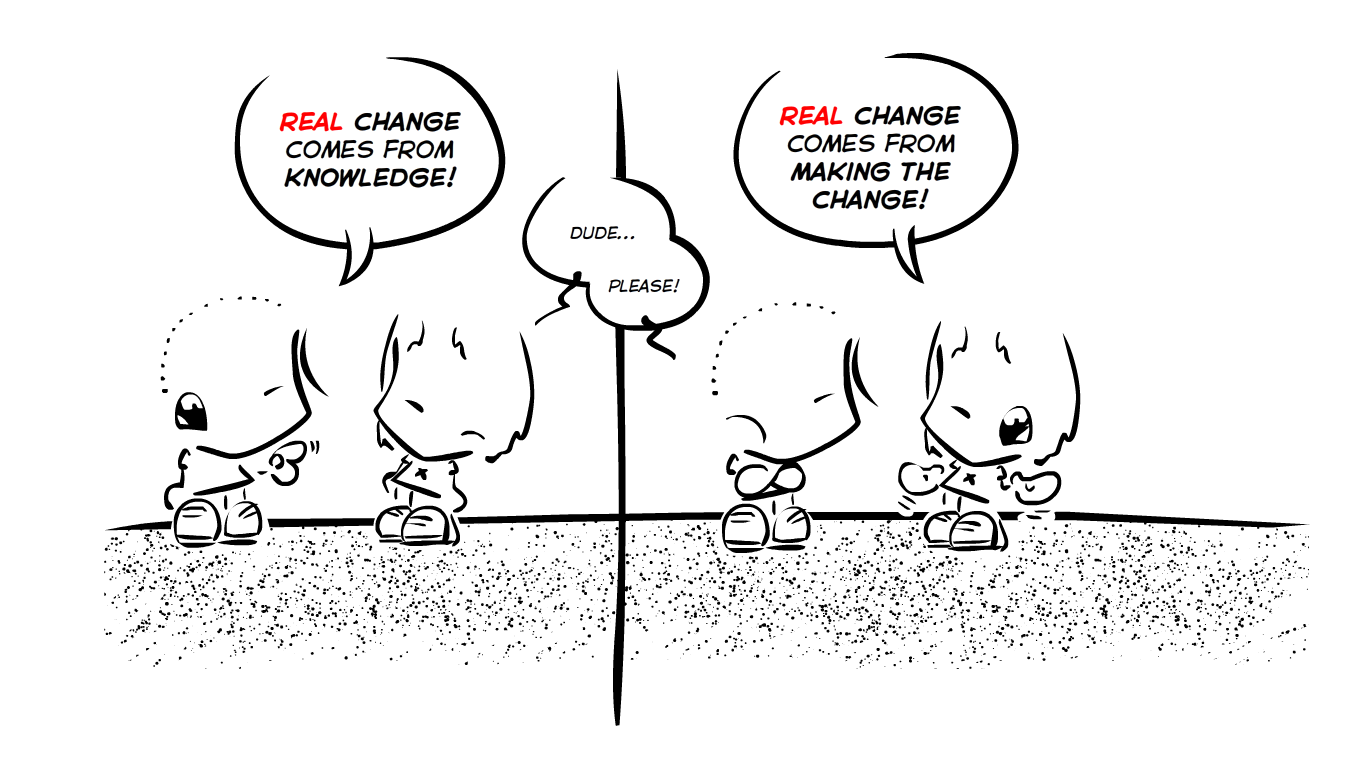 REAL CHANGE
COMES FROM
KNOWLEDGE!
DUDE...
PLEASE!
REAL CHANGE
COMES FROM
MAKING THE
CHANGE!